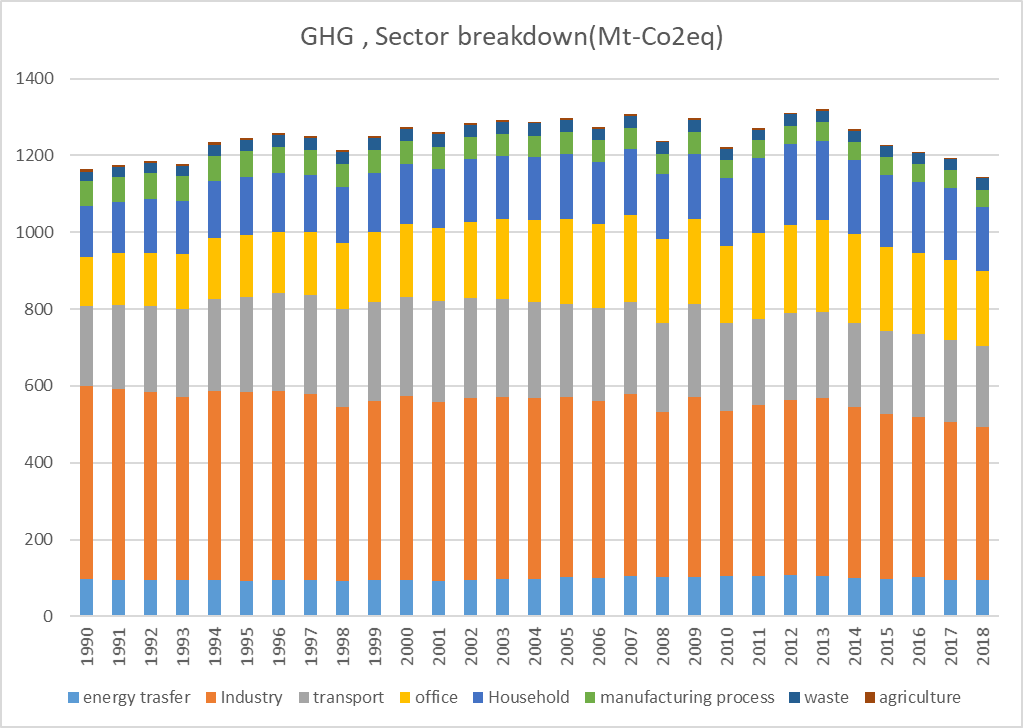 GHG , Sector breakdown(Mt-Co2eq)
1400
1200
1000
800
600
400
200
0
1990 1991 1992 1993 1994 1995 1996 1997 1998 1999 2000 2001 2002 2003 2004 2005 2006 2007 2008 2009 2010 2011 2012 2013 2014 2015 2016 2017 2018
energy trasfer Industry transport office Household manufacturing process waste agriculture